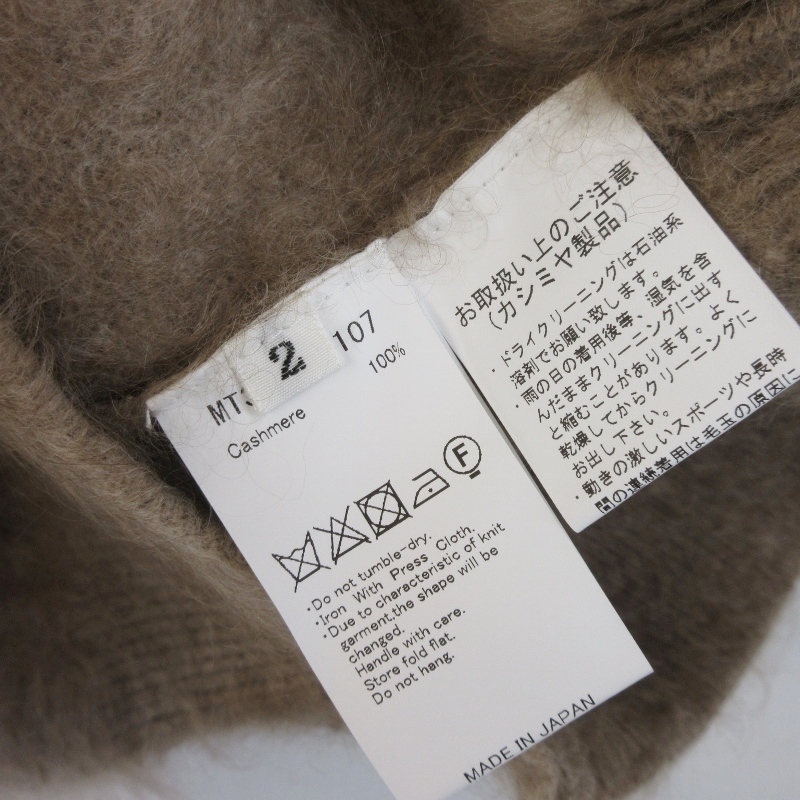 2
107
Cashmere 100%
F
・Do not tumble-dry.
・Iron With Press Cloth.
・Due to characteristic of knit
garment,the shape will be
changed.
Handle with care.
Store fold flat.
Do not hang.
MADE IN JAPAN
お取扱い上のご注意
（カシミヤ製品）
・ドライクリーニングは石油系
溶剤でお願い致します。
・雨の日の着用後等、湿気を含
んだままクリーニングに出す
と縮むことがあります。よく
乾燥してからクリーニングに
お出し下さい。
・動きの激しいスポーツや長時
間の連続着用は毛玉の原因に